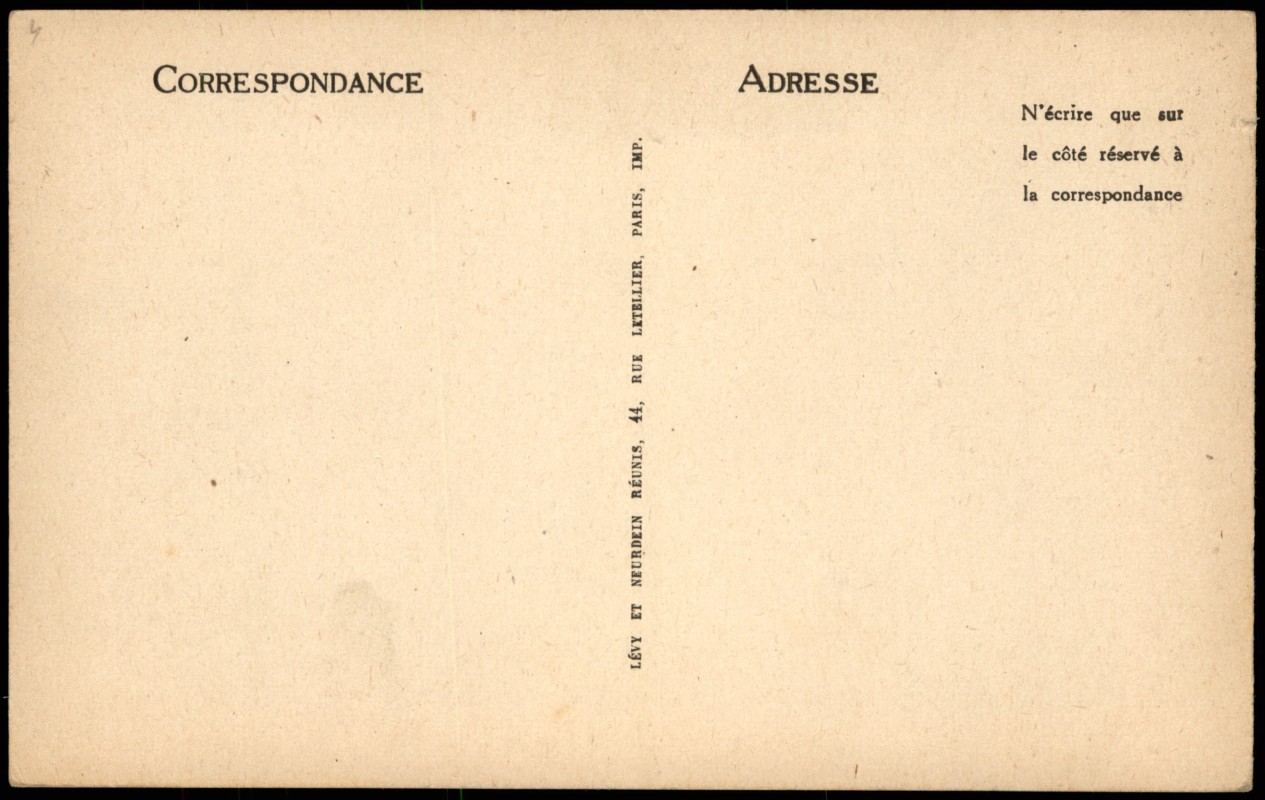 CORRESPONDANCE
ADRESSE
N'écrire que sur
le côté réservé à
la correspondance
LÉVY ET NEURDEIN RÉUNIS, 44, RUE LETELLIER, PARIS, IMP.